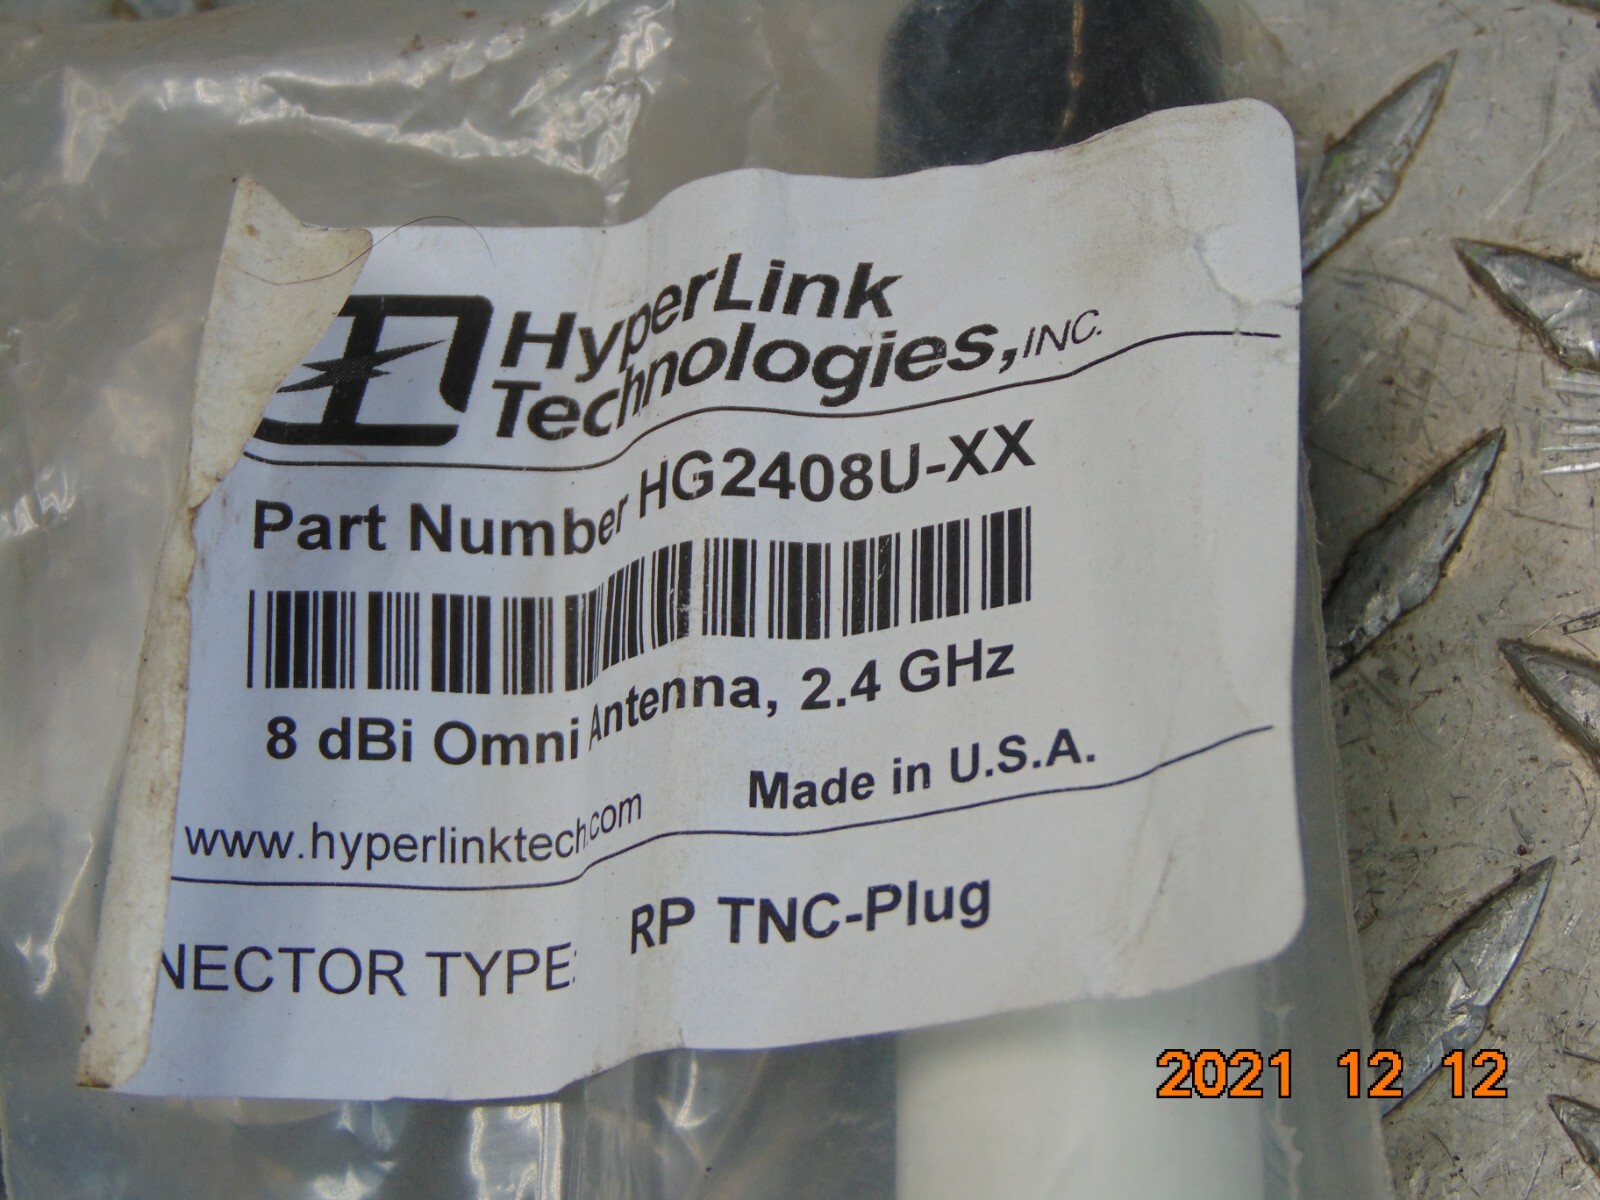 HyperLink
Technologies, INC.
Part Number HG2408U-XX
8 dBi Omni Antenna, 2.4 GHz
Made in U.S.A.
www.hyperlinktech.com
NECTOR TYPE: RP TNC-Plug
2021 12 12